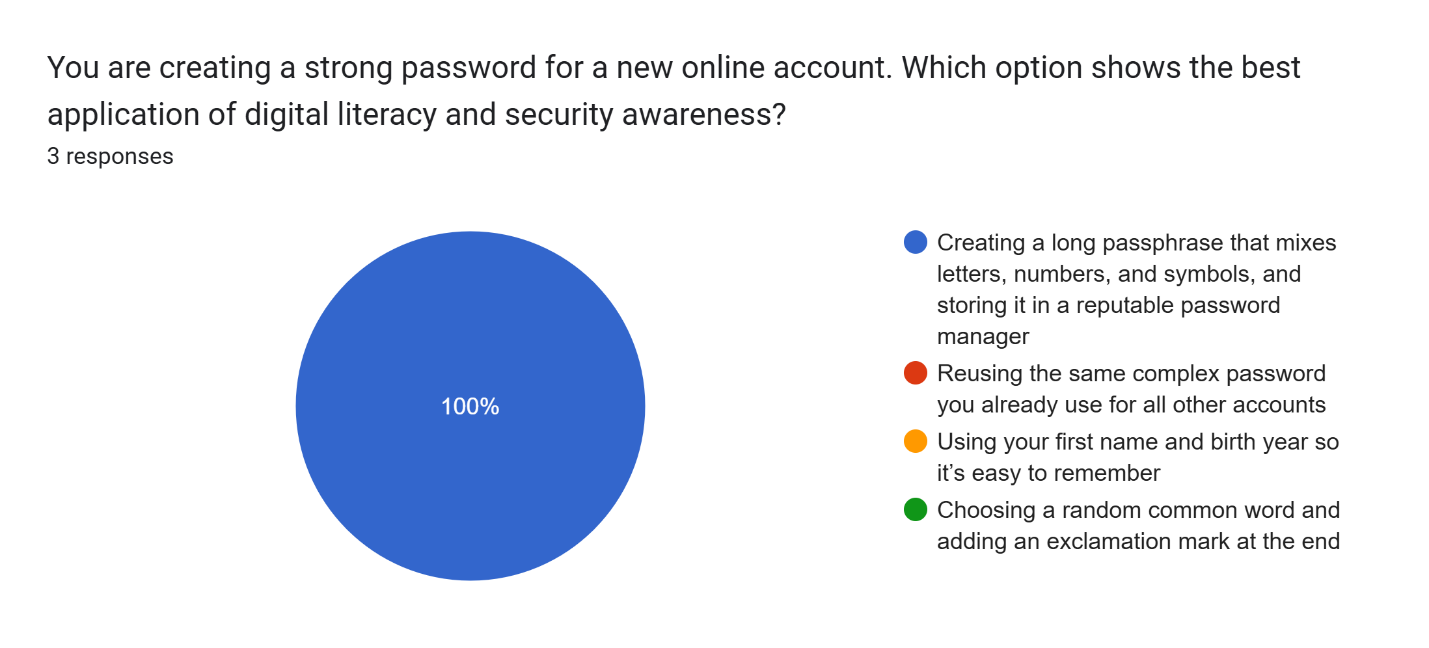 You are creating a strong password for a new online account. Which option shows the best
application of digital literacy and security awareness?
3 responses
100%
Creating a long passphrase that mixes
letters, numbers, and symbols, and
storing it in a reputable password
manager
Reusing the same complex password
you already use for all other accounts
Using your first name and birth year so
it’s easy to remember
Choosing a random common word and
adding an exclamation mark at the end